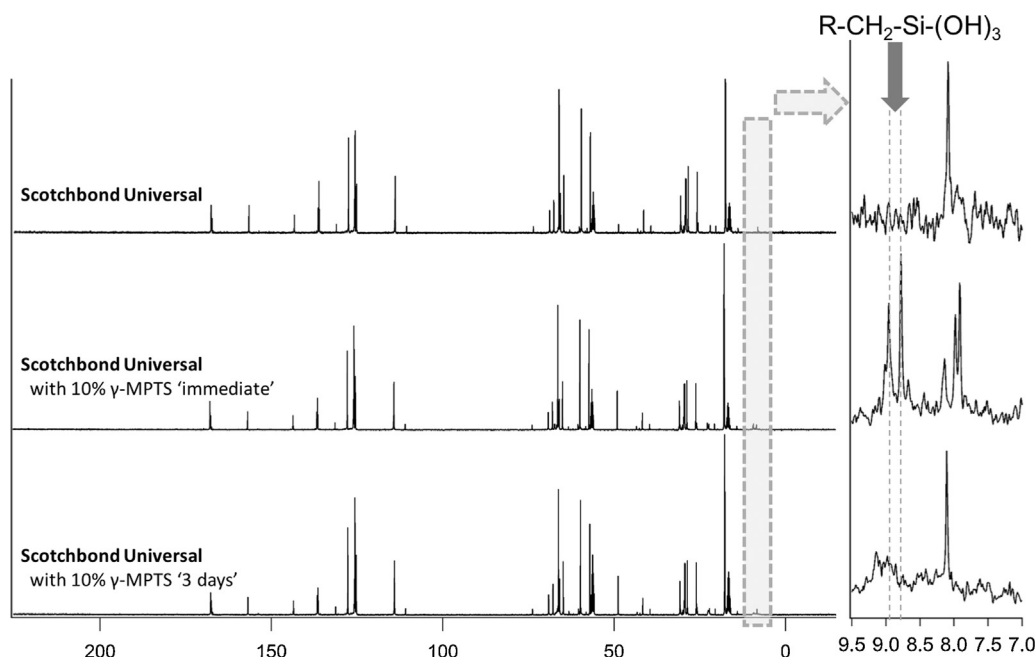 R-CH₂-Si-(OH)₃
Scotchbond Universal
Scotchbond Universal
with 10% γ-MPTS ‘immediate’
Scotchbond Universal
with 10% γ-MPTS ‘3 days’
200 150 100 50 0 9.5 9.0 8.5 8.0 7.5 7.0